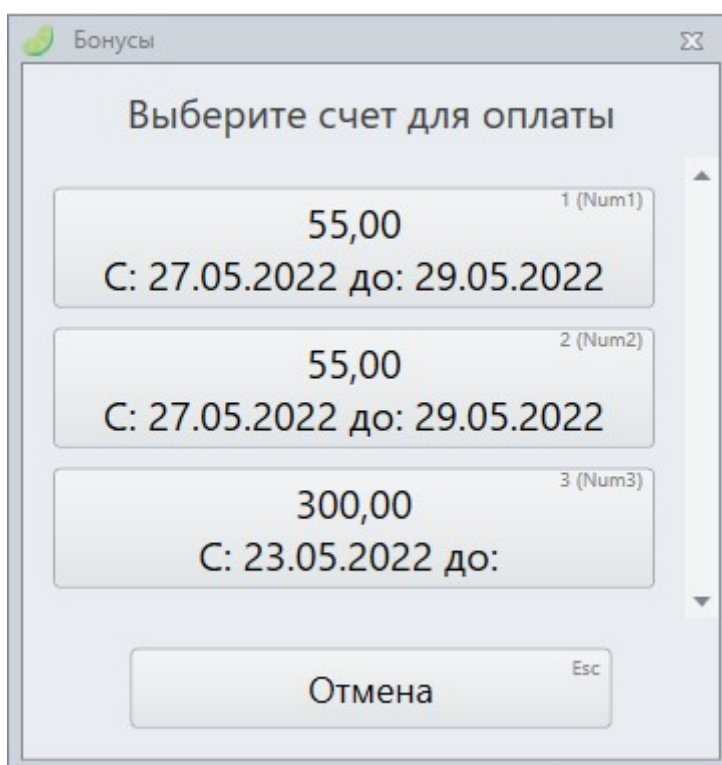 Бонусы
Выберите счет для оплаты
1 (Num1)
55,00
С: 27.05.2022 до: 29.05.2022
2 (Num2)
55,00
С: 27.05.2022 до: 29.05.2022
3 (Num3)
300,00
С: 23.05.2022 до:
Esc
Отмена